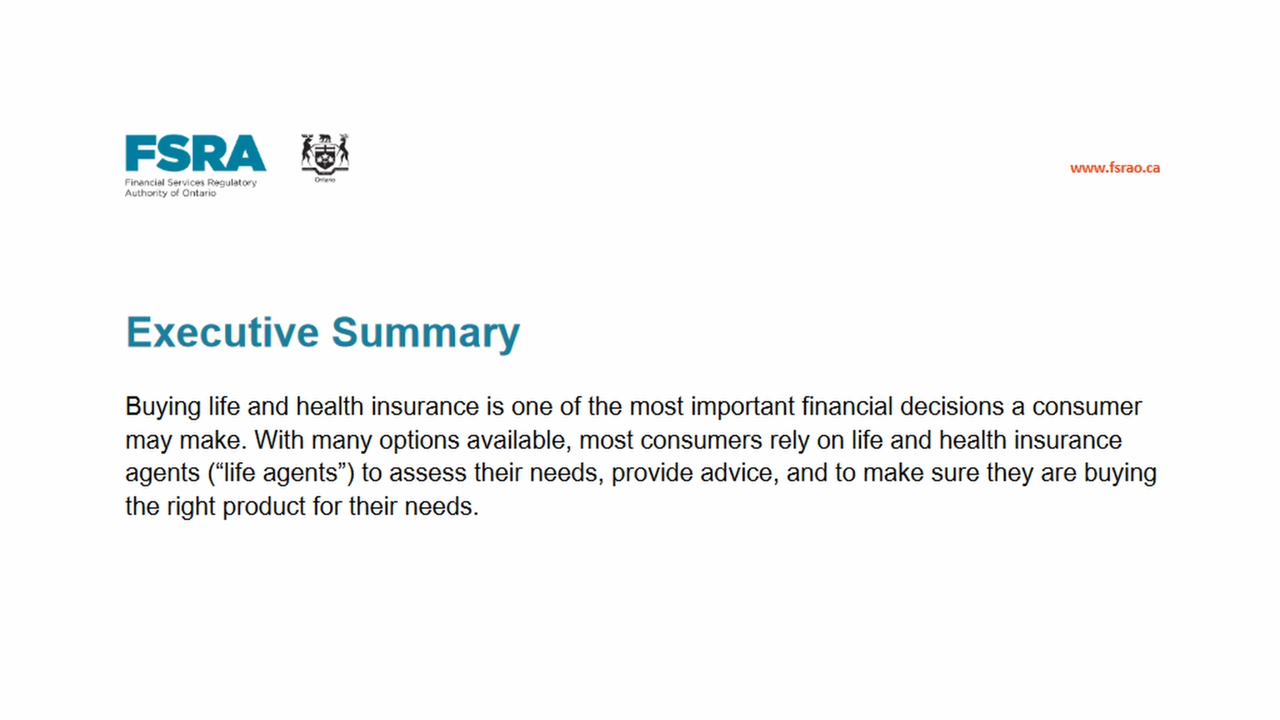 FSRA
Financial Services Regulatory
Authority of Ontario
Ontario
www.fsrao.ca
Executive Summary
Buying life and health insurance is one of the most important financial decisions a consumer
may make. With many options available, most consumers rely on life and health insurance
agents (“life agents”) to assess their needs, provide advice, and to make sure they are buying
the right product for their needs.